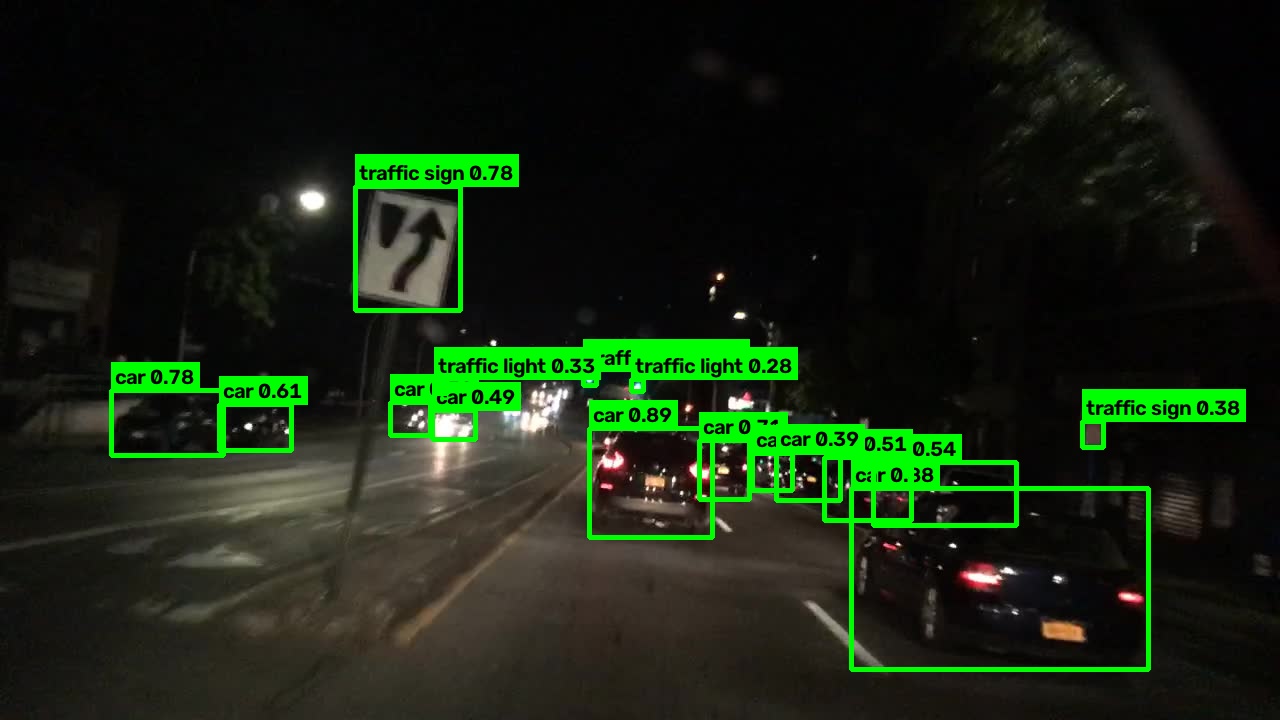 traffic sign 0.78
traffic light 0.33
traffic light 0.28
car 0.78
car 0.61
car 0.49
car 0.89
car 0.39
0.51
0.54
traffic sign 0.38